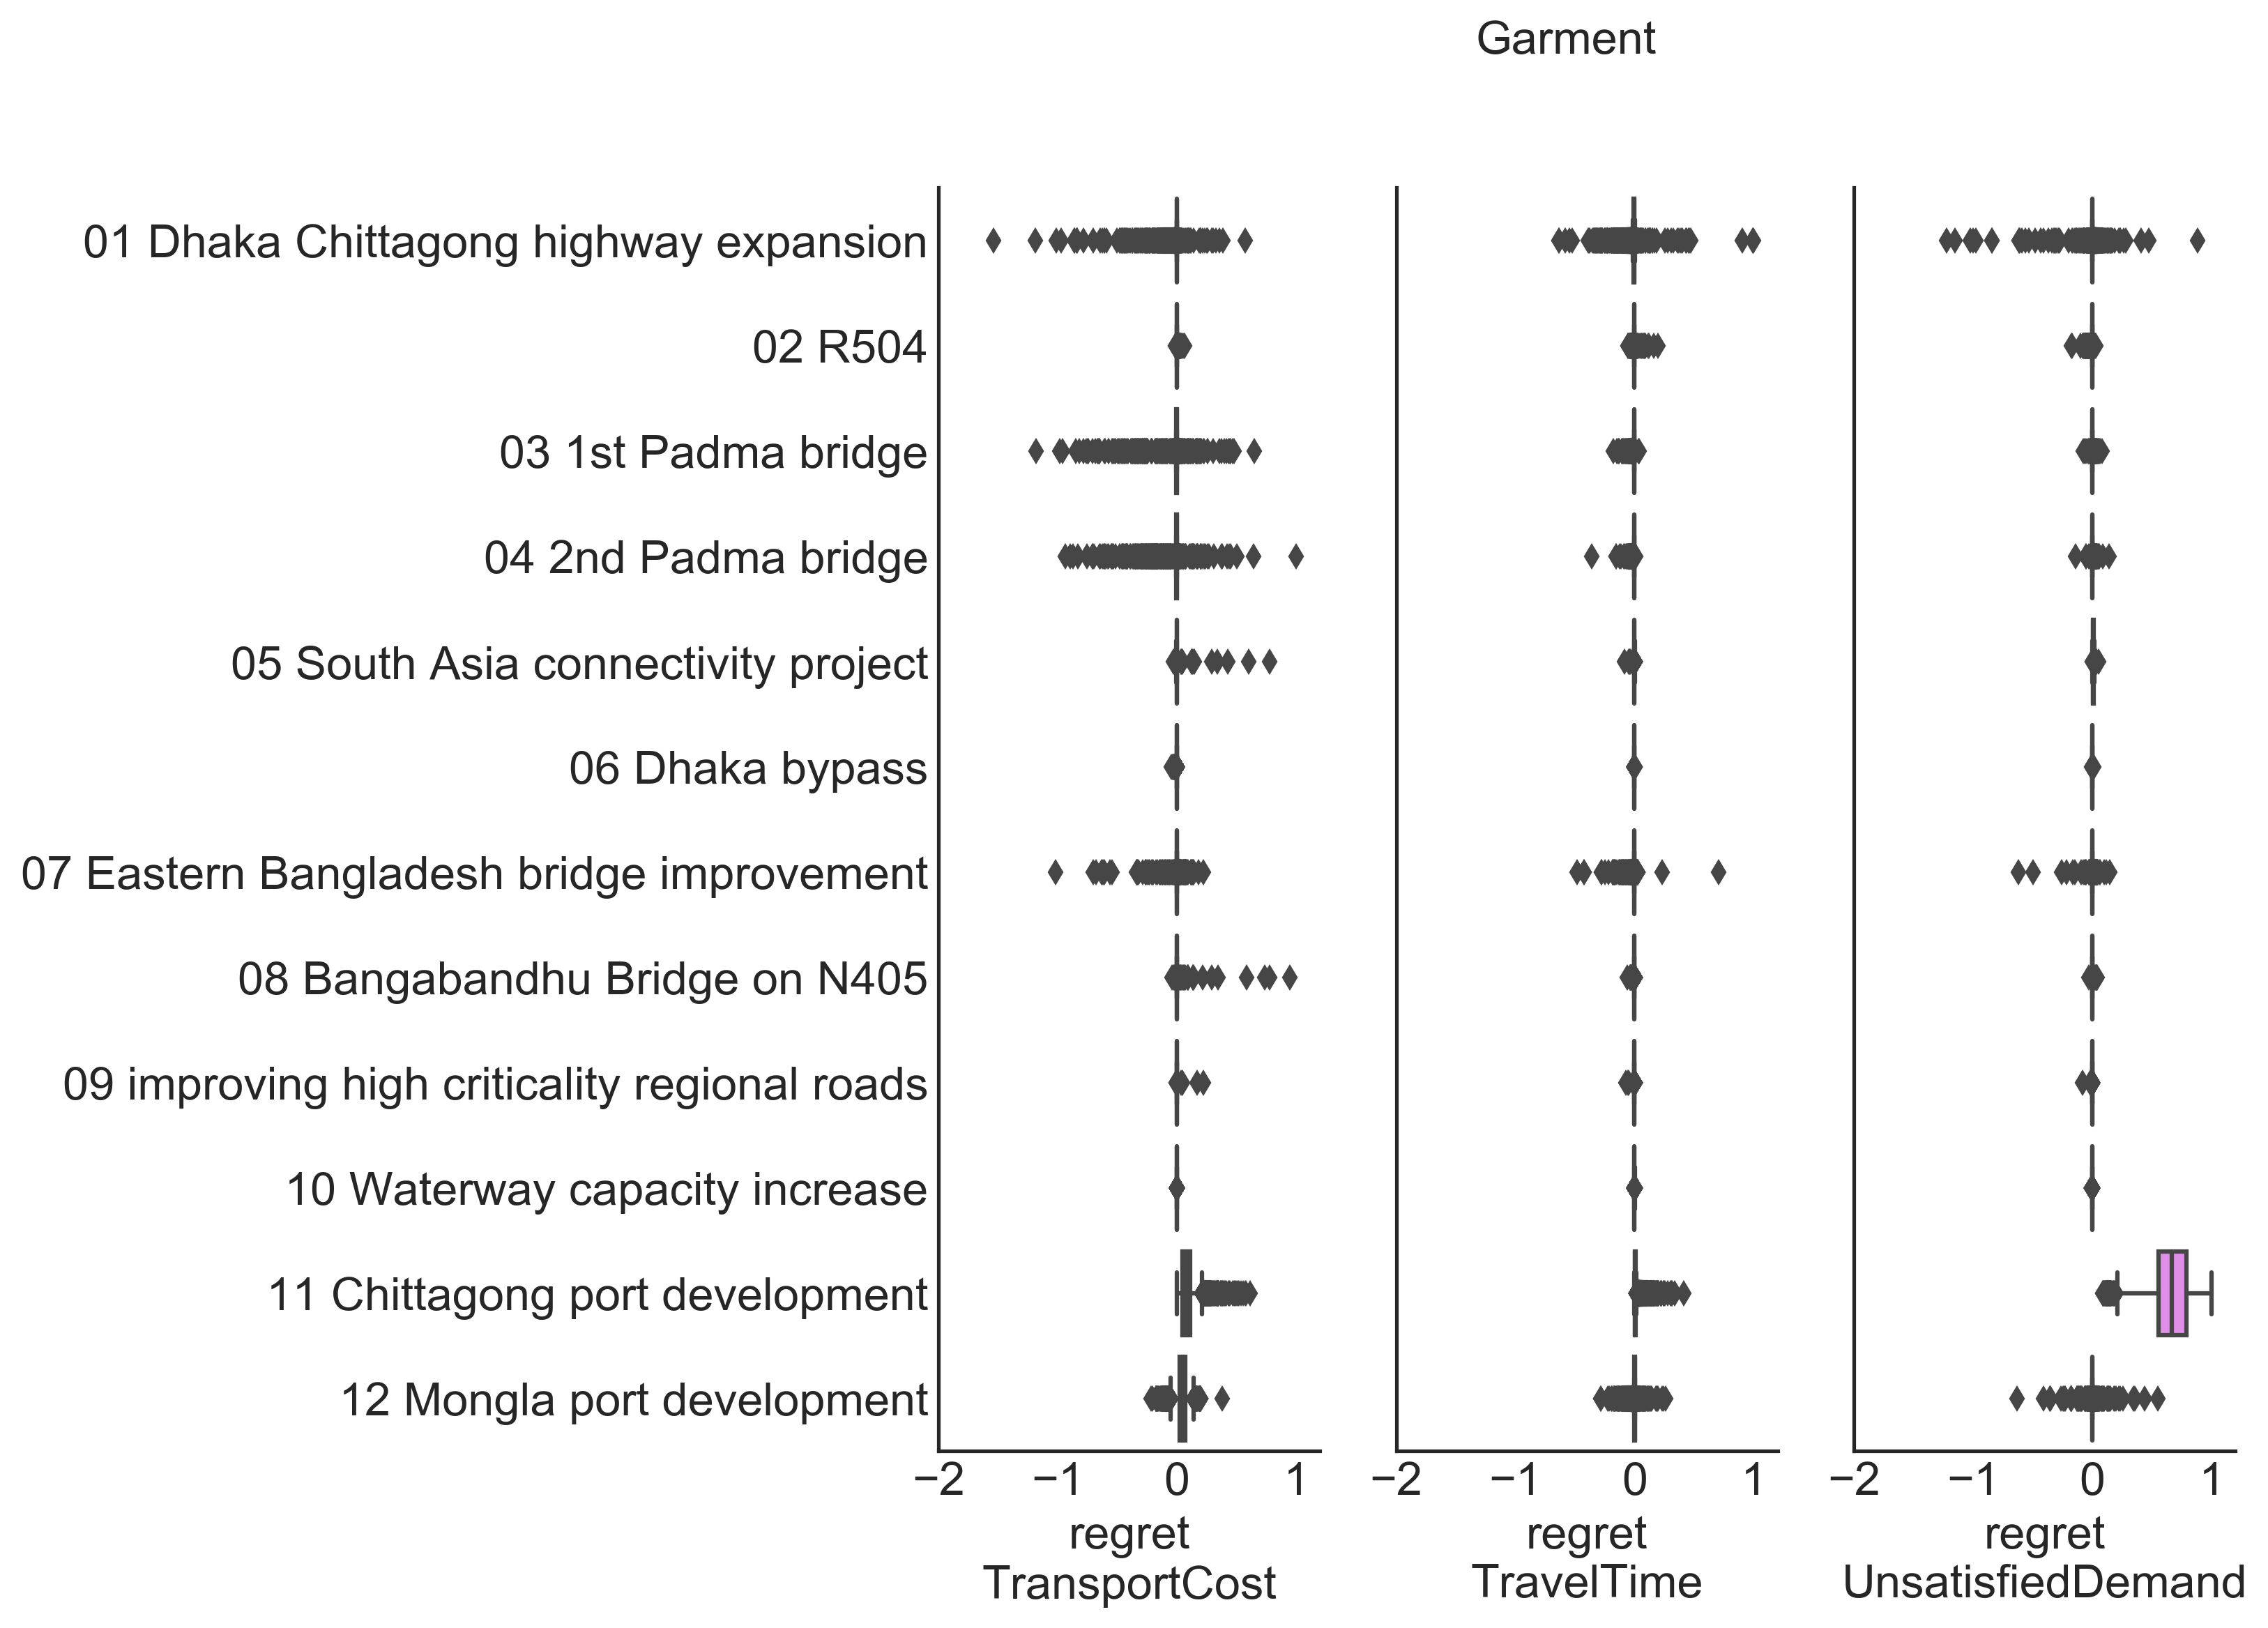 Garment
01 Dhaka Chittagong highway expansion
02 R504
03 1st Padma bridge
04 2nd Padma bridge
05 South Asia connectivity project
06 Dhaka bypass
07 Eastern Bangladesh bridge improvement
08 Bangabandhu Bridge on N405
09 improving high criticality regional roads
10 Waterway capacity increase
11 Chittagong port development
12 Mongla port development
−2 −1 0 1 −2 −1 0 1 −2 −1 0 1
regret regret regret
TransportCost TravelTime UnsatisfiedDemand